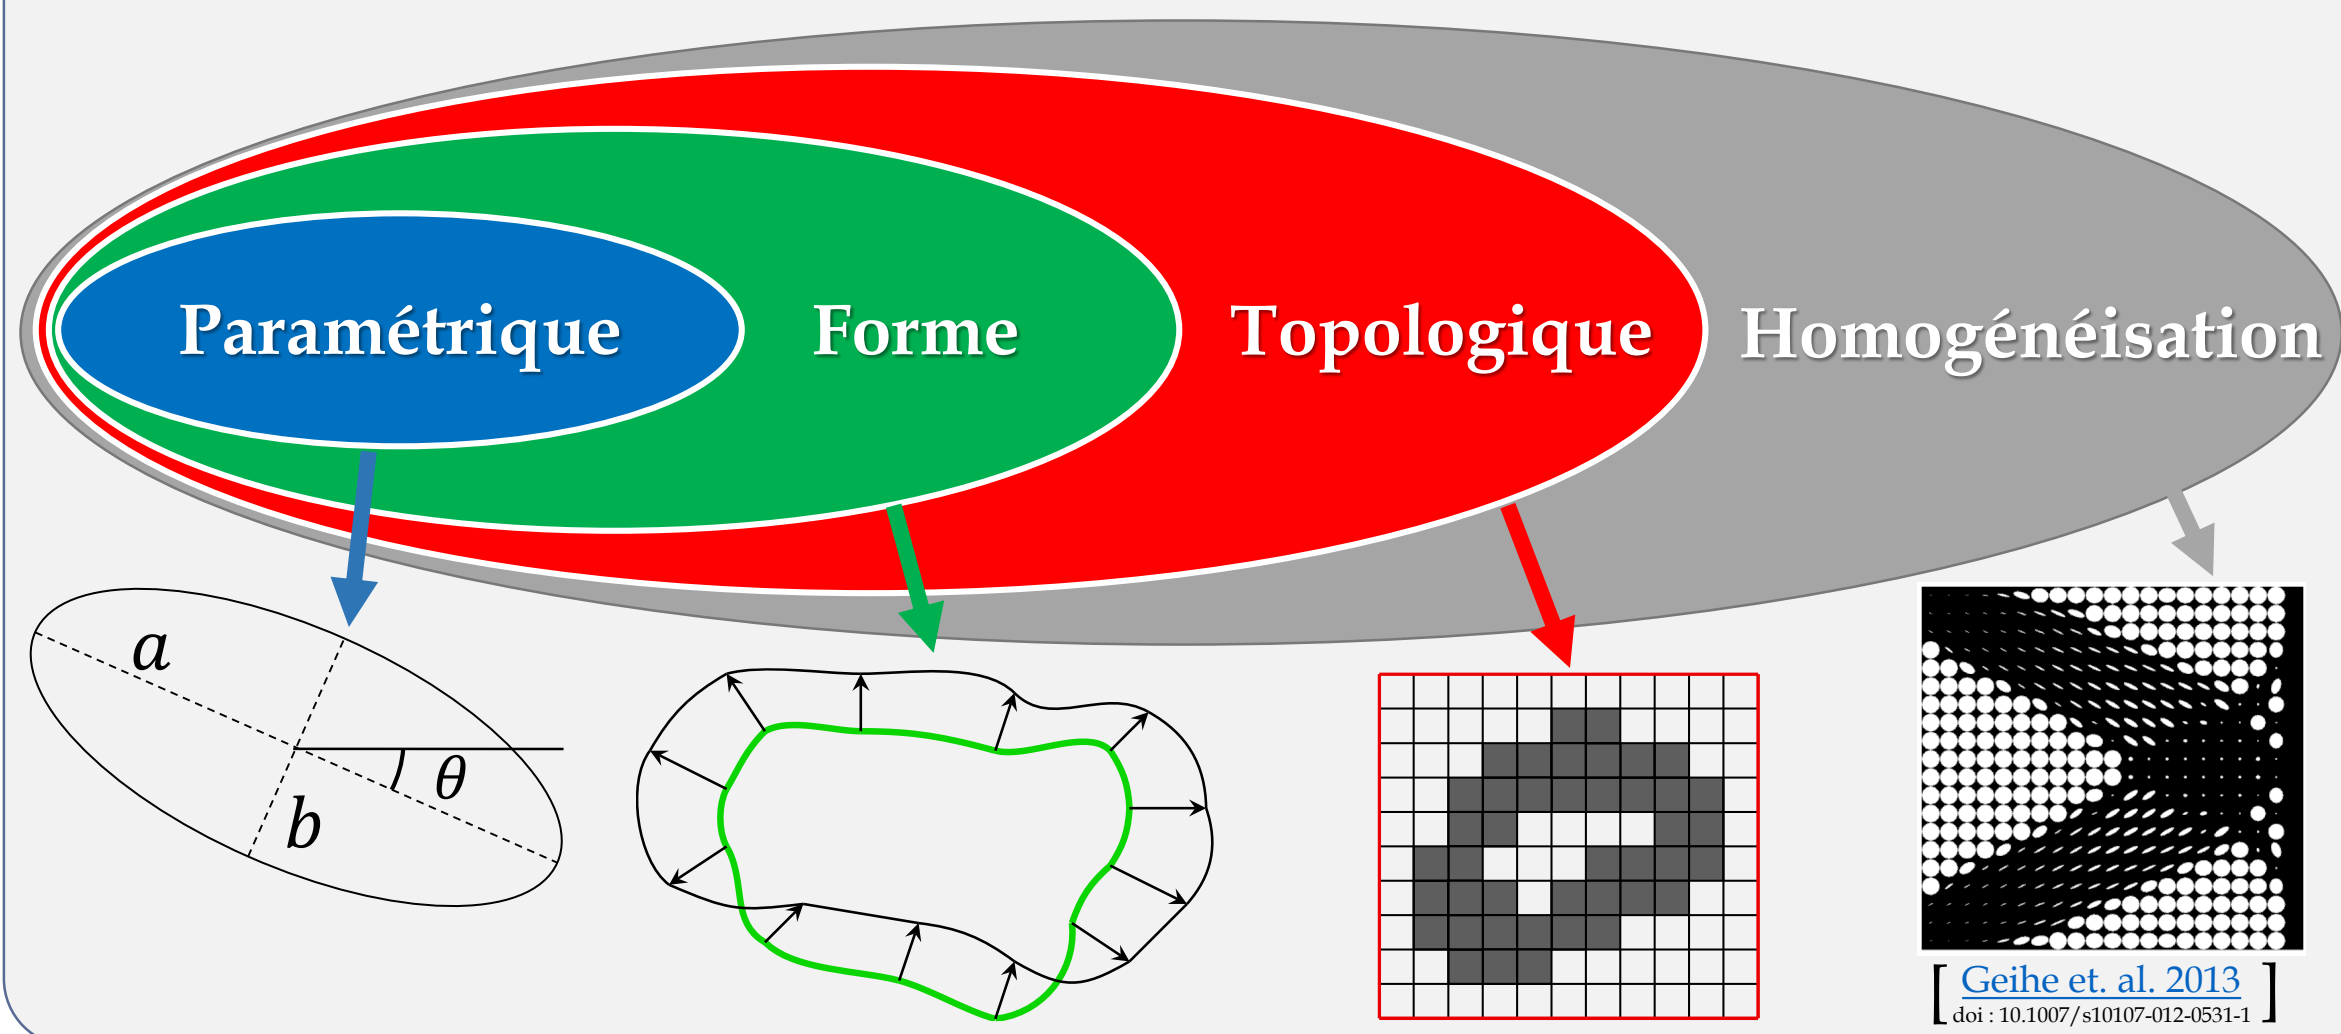 Paramétrique
Forme
Topologique
Homogénéisation
a
θ
b
[ Geihe et. al. 2013
doi : 10.1007/s10107-012-0531-1 ]